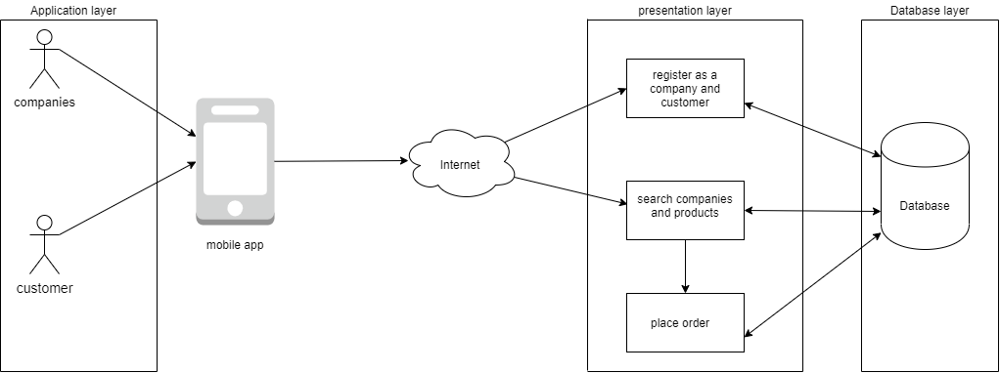 Application layer
presentation layer
Database layer
companies
customer
mobile app
Internet
register as a
company and
customer
search companies
and products
place order
Database